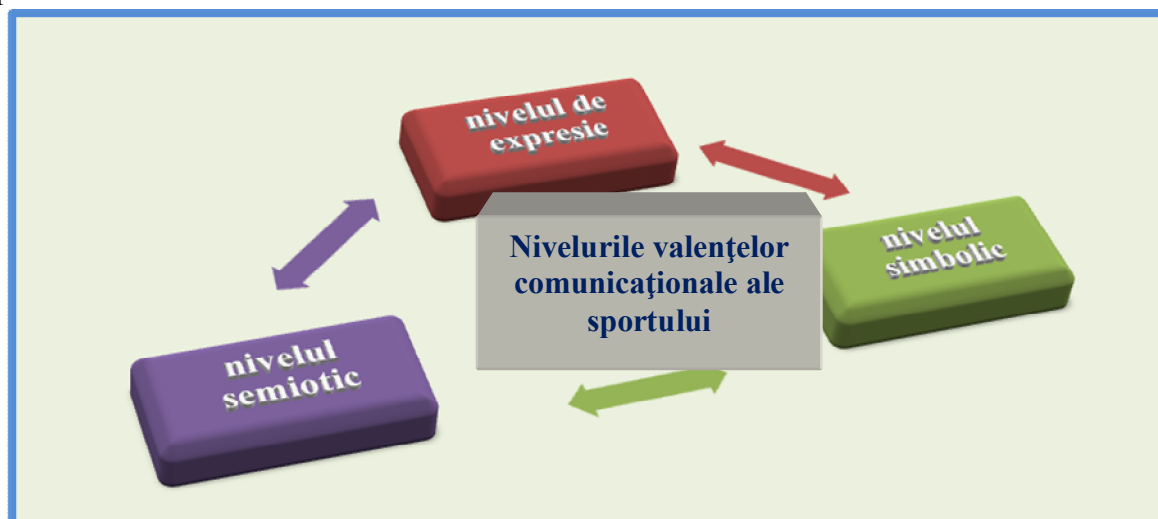 nivelul de
expresie
Nivelurile valenţelor
comunicaţionale ale
sportului
nivelul
simbolic
nivelul
semiotic